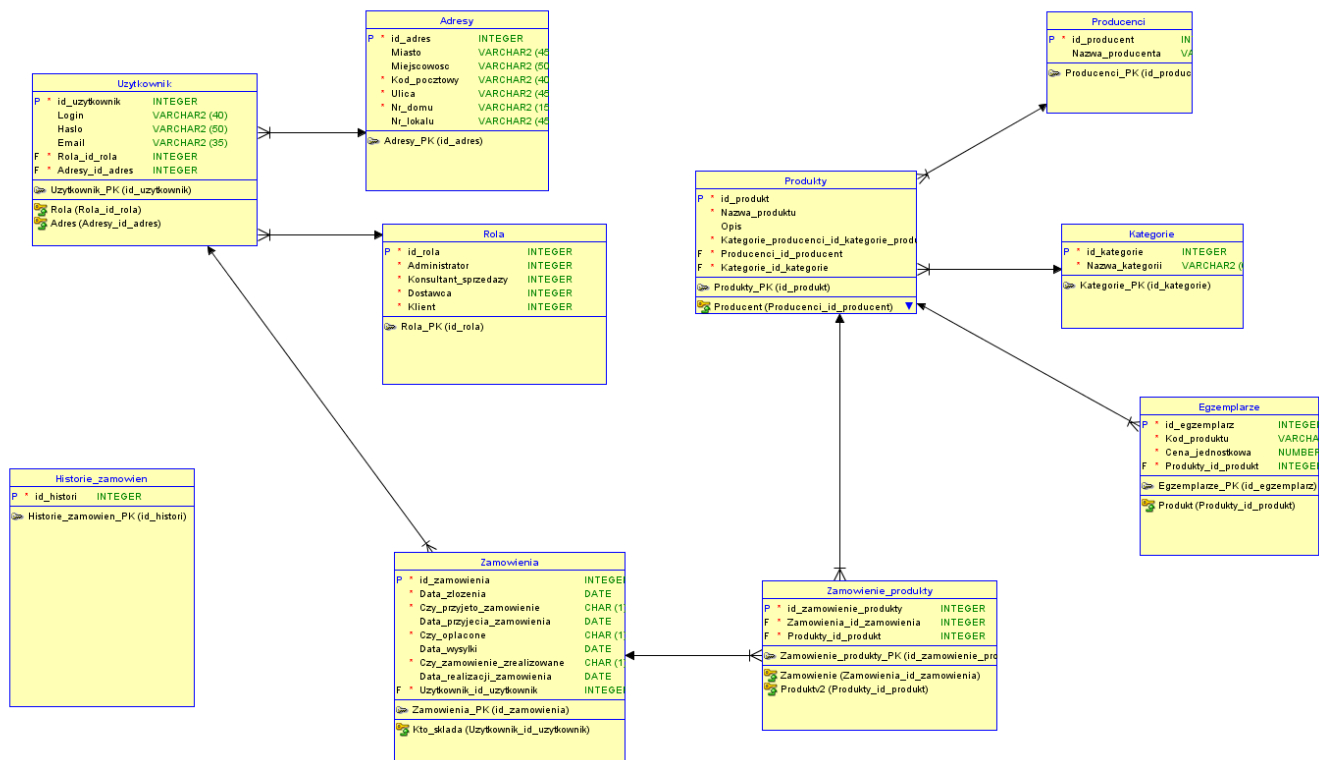 Adresy
P * id_adres INTEGER
Miasto VARCHAR2 (45
Miejscowosc VARCHAR2 (50
* Kod_pocztowy VARCHAR2 (40
* Ulica VARCHAR2 (45
* Nr_domu VARCHAR2 (15
Nr_lokalu VARCHAR2 (45
Adresy_PK (id_adres)
Producenci
P * id_producent IN
Nazwa_producenta VA
Producenci_PK (id_produc
Uzytkownik
P * id_uzytkownik INTEGER
Login VARCHAR2 (40)
Haslo VARCHAR2 (50)
Email VARCHAR2 (35)
F * Rola_id_rola INTEGER
F * Adresy_id_adres INTEGER
Uzytkownik_PK (id_uzytkownik)
Rola (Rola_id_rola)
Adres (Adresy_id_adres)
Produkty
P * id_produkt
* Nazwa_produktu
Opis
* Kategorie_producenci_id_kategorie_prod
F * Producenci_id_producent
F * Kategorie_id_kategorie
Produkty_PK (id_produkt)
Producent (Producenci_id_producent)
Rola
P * id_rola INTEGER
* Administrator INTEGER
* Konsultant_sprzedazy INTEGER
* Dostawca INTEGER
* Klient INTEGER
Rola_PK (id_rola)
Kategorie
P * id_kategorie INTEGER
* Nazwa_kategorii VARCHAR2 (
Kategorie_PK (id_kategorie)
Egzemplarze
P * id_egzemplarz INTEGE
* Kod_produktu VARCHA
* Cena_jednostkowa NUMBER
F * Produkty_id_produkt INTEGE
Egzemplarze_PK (id_egzemplarz)
Produkt (Produkty_id_produkt)
Historie_zamowien
P * id_histori INTEGER
Historie_zamowien_PK (id_histori)
Zamowienia
P * id_zamowienia INTEGE
* Data_zlozenia DATE
* Czy_przyjeto_zamowienie CHAR (1
Data_przyjecia_zamowienia DATE
* Czy_oplacone CHAR (1
Data_wysylki DATE
* Czy_zamowienie_zrealizowane CHAR (1
Data_realizacji_zamowienia DATE
F * Uzytkownik_id_uzytkownik INTEGE
Zamowienia_PK (id_zamowienia)
Kto_sklada (Uzytkownik_id_uzytkownik)
Zamowienie_produkty
P * id_zamowienie_produkty INTEGER
F * Zamowienia_id_zamowienia INTEGER
F * Produkty_id_produkt INTEGER
Zamowienie_produkty_PK (id_zamowienie_pro
Zamowienie (Zamowienia_id_zamowienia)
Produktv2 (Produkty_id_produkt)